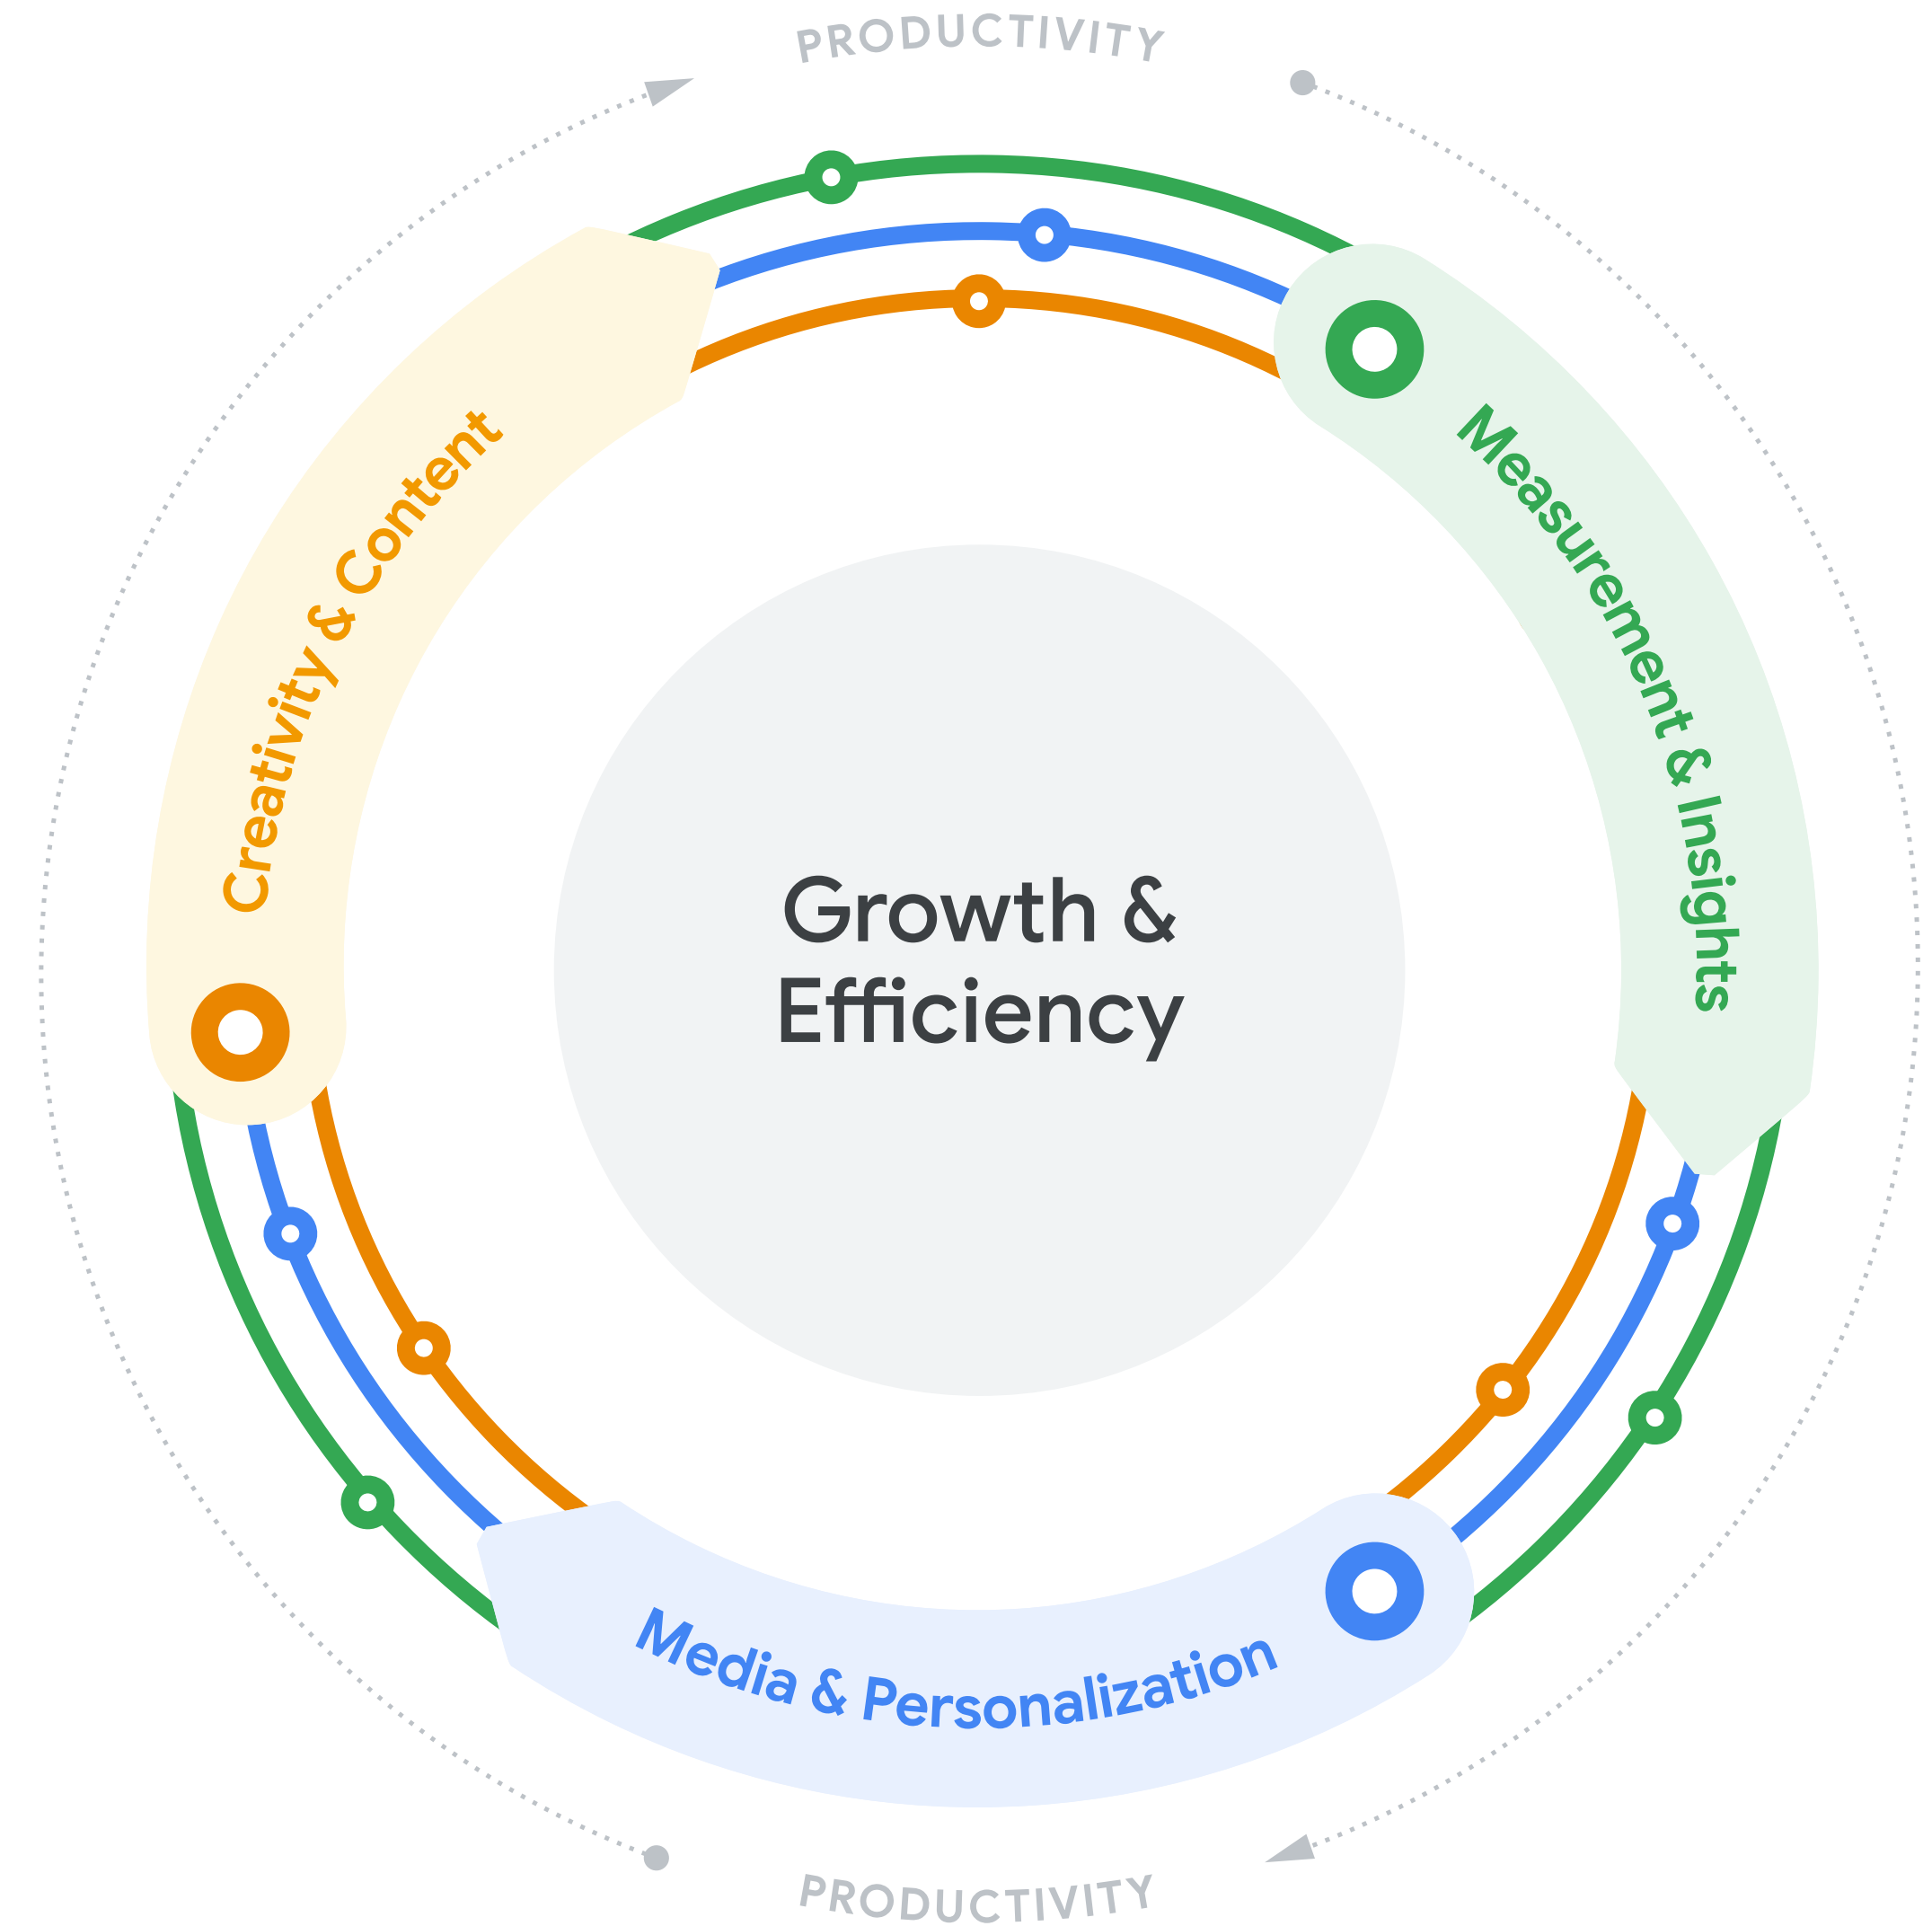 PRODUCTIVITY
Creativity & Content
Measurement & Insights
Growth &
Efficiency
Media & Personalization
PRODUCTIVITY